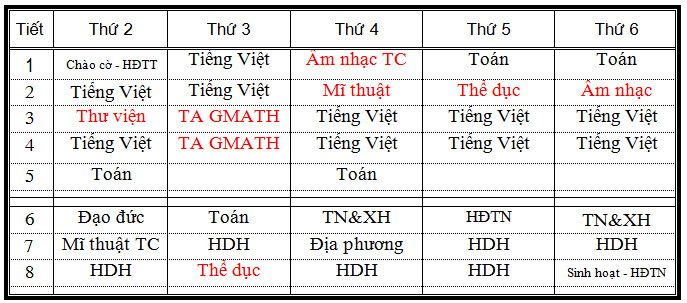 Tiết Thứ 2 Thứ 3 Thứ 4 Thứ 5 Thứ 6
1 Chào cờ - HĐTT Tiếng Việt Âm nhạc TC Toán Toán
2 Tiếng Việt Tiếng Việt Mĩ thuật Thể dục Âm nhạc
3 Thư viện TA GMATH Tiếng Việt Tiếng Việt Tiếng Việt
4 Tiếng Việt TA GMATH Tiếng Việt Tiếng Việt Tiếng Việt
5 Toán Toán
6 Đạo đức Toán TN&XH HĐTN TN&XH
7 Mĩ thuật TC HDH Địa phương HDH HDH
8 HDH Thể dục HDH HDH Sinh hoạt - HĐTN